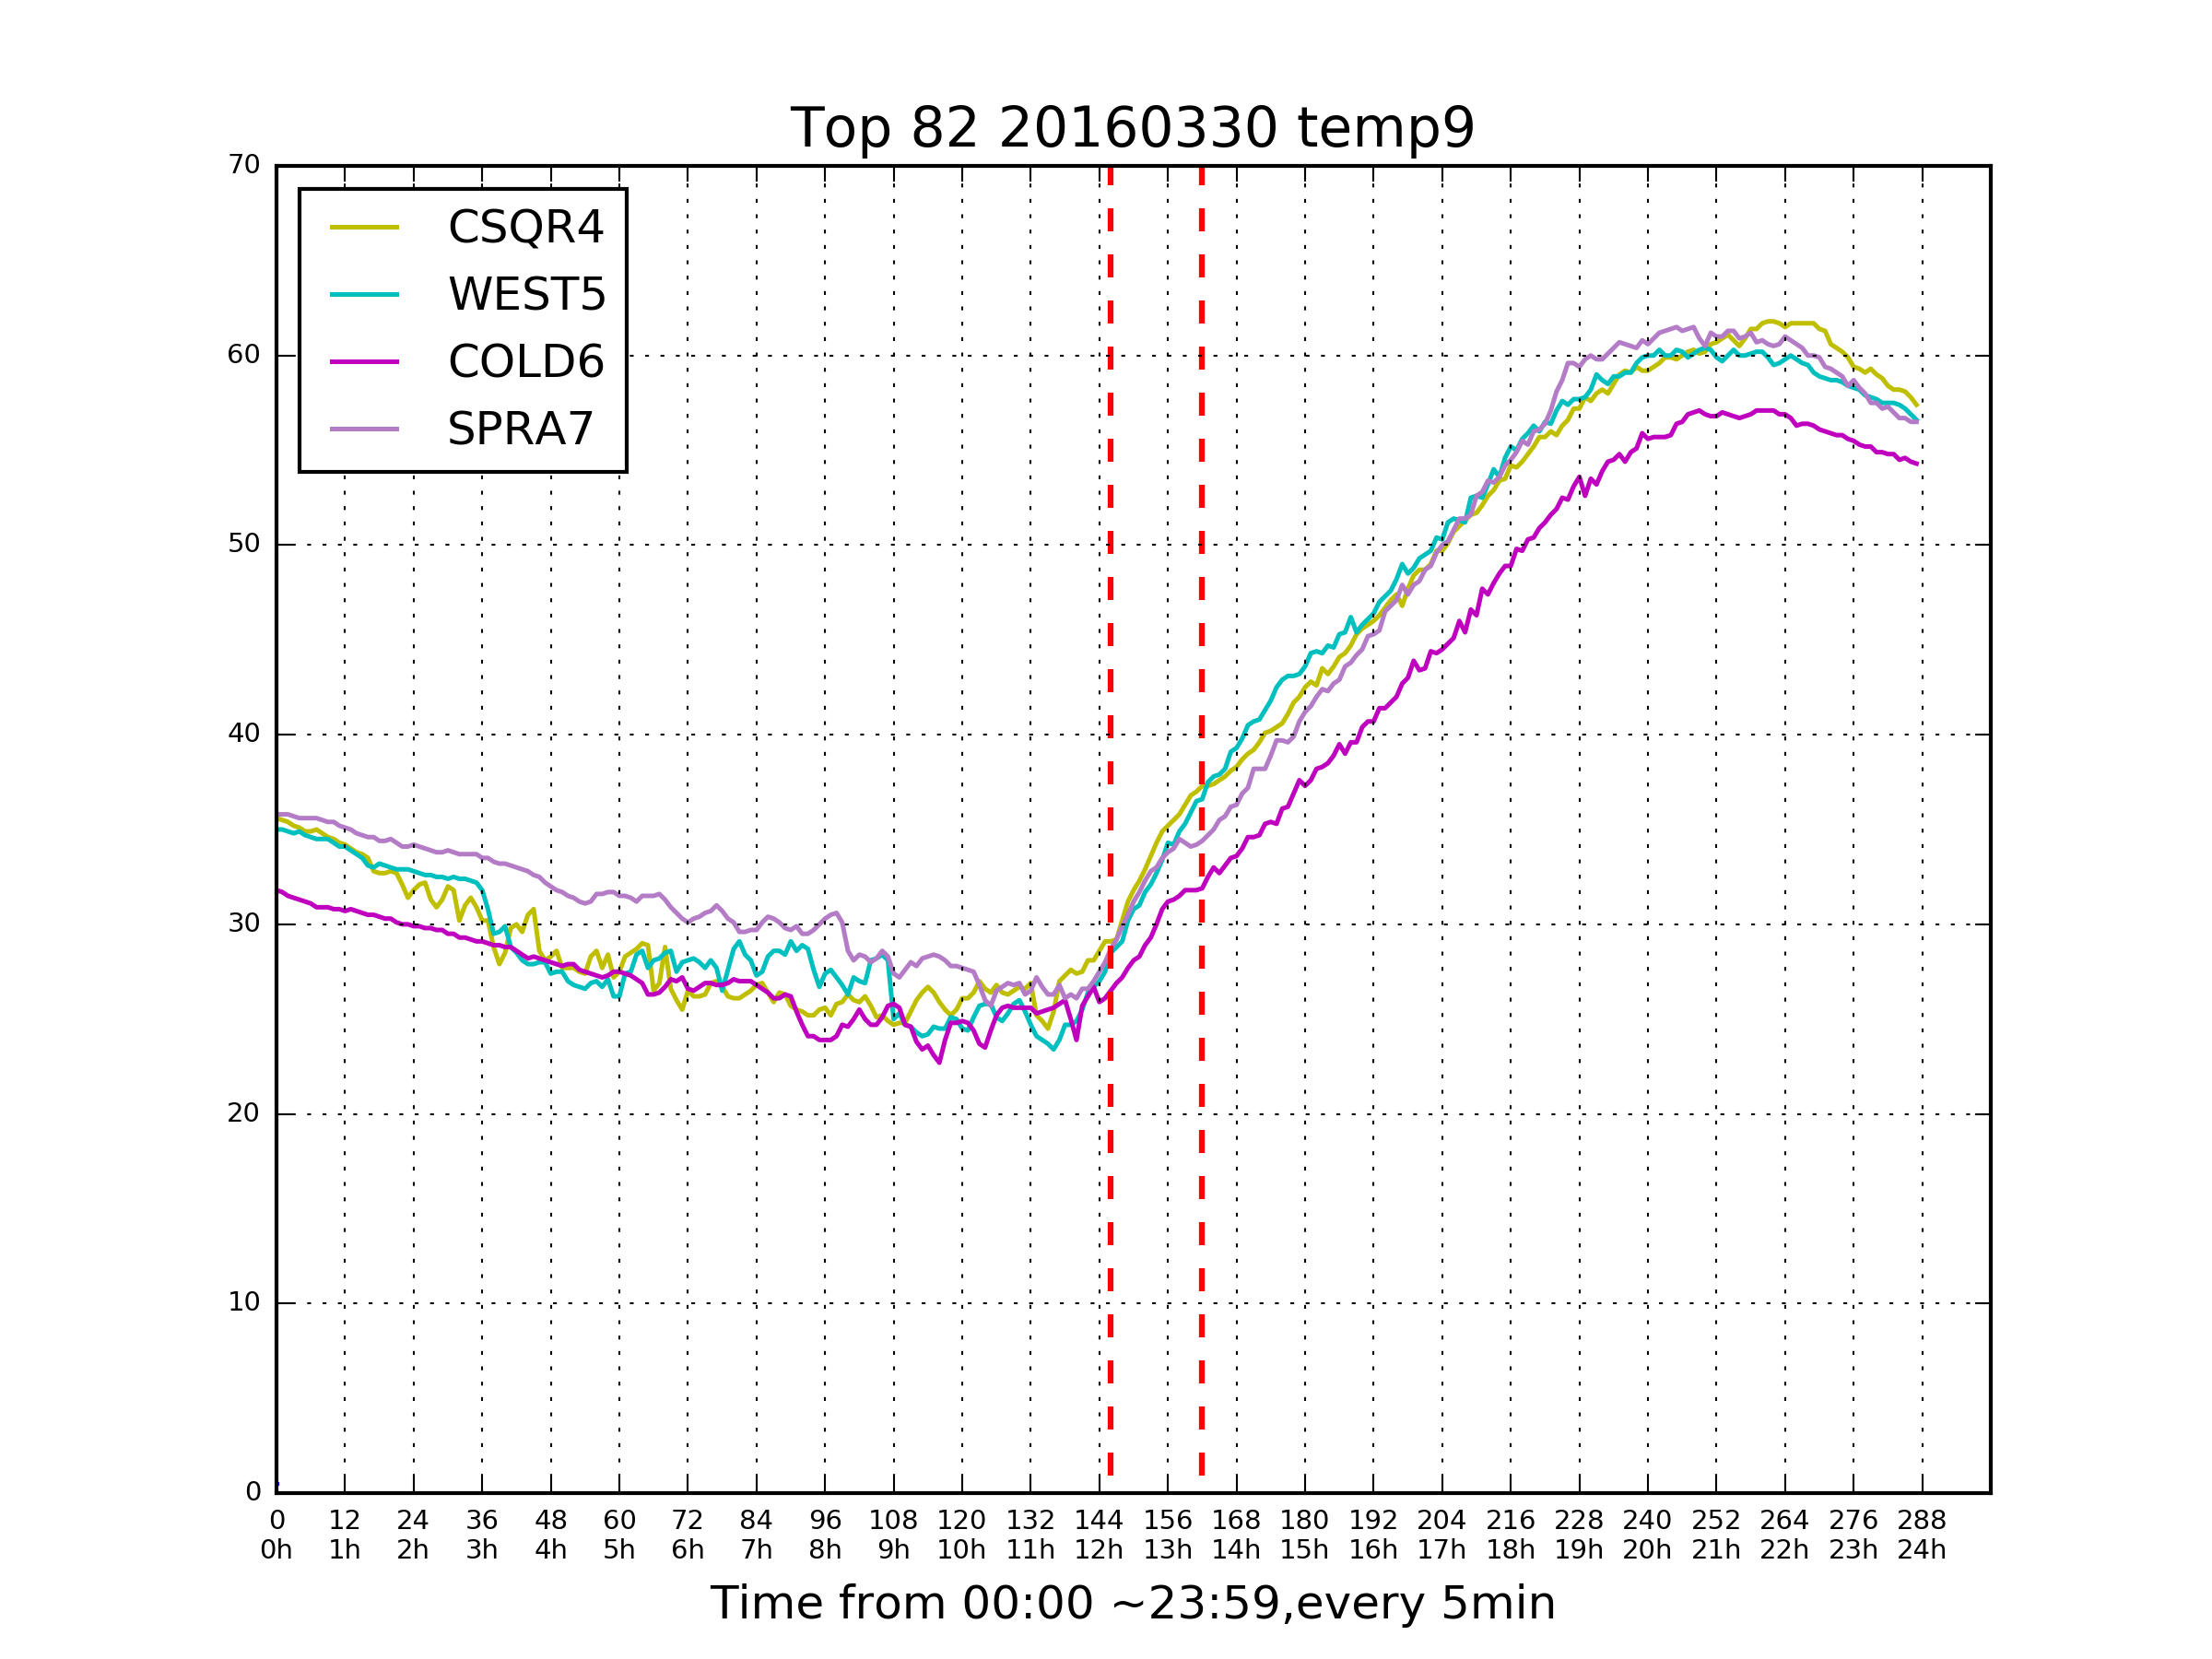 Top 82 20160330 temp9
70
60
50
40
30
20
10
0
CSQR4
WEST5
COLD6
SPRA7
0 12 24 36 48 60 72 84 96 108 120 132 144 156 168 180 192 204 216 228 240 252 264 276 288
0h 1h 2h 3h 4h 5h 6h 7h 8h 9h 10h 11h 12h 13h 14h 15h 16h 17h 18h 19h 20h 21h 22h 23h 24h
Time from 00:00 ~23:59,every 5min